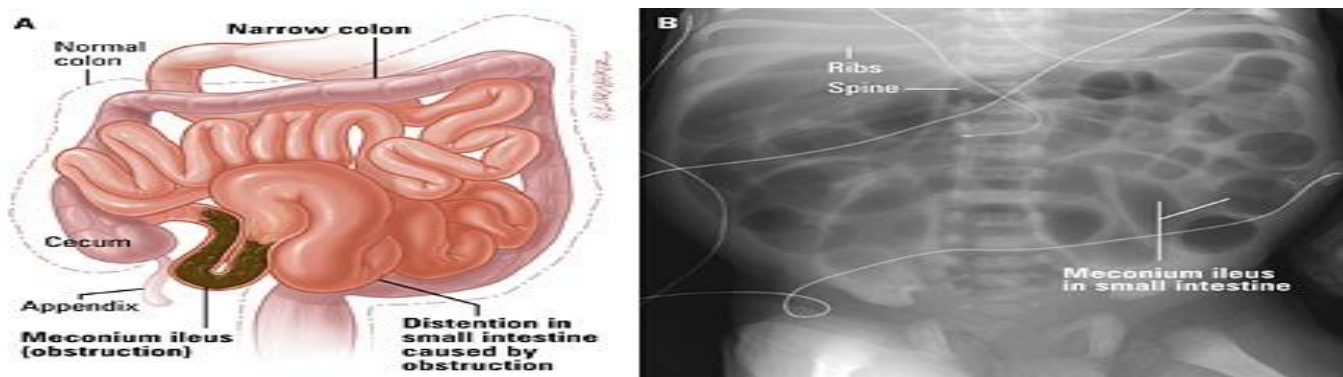 A
Narrow colon
Normal
colon
Cecum
Appendix
Meconium ileus
(obstruction)
Distention in
small intestine
caused by
obstruction
B
Ribs
Spine
Meconium ileus
in small intestine